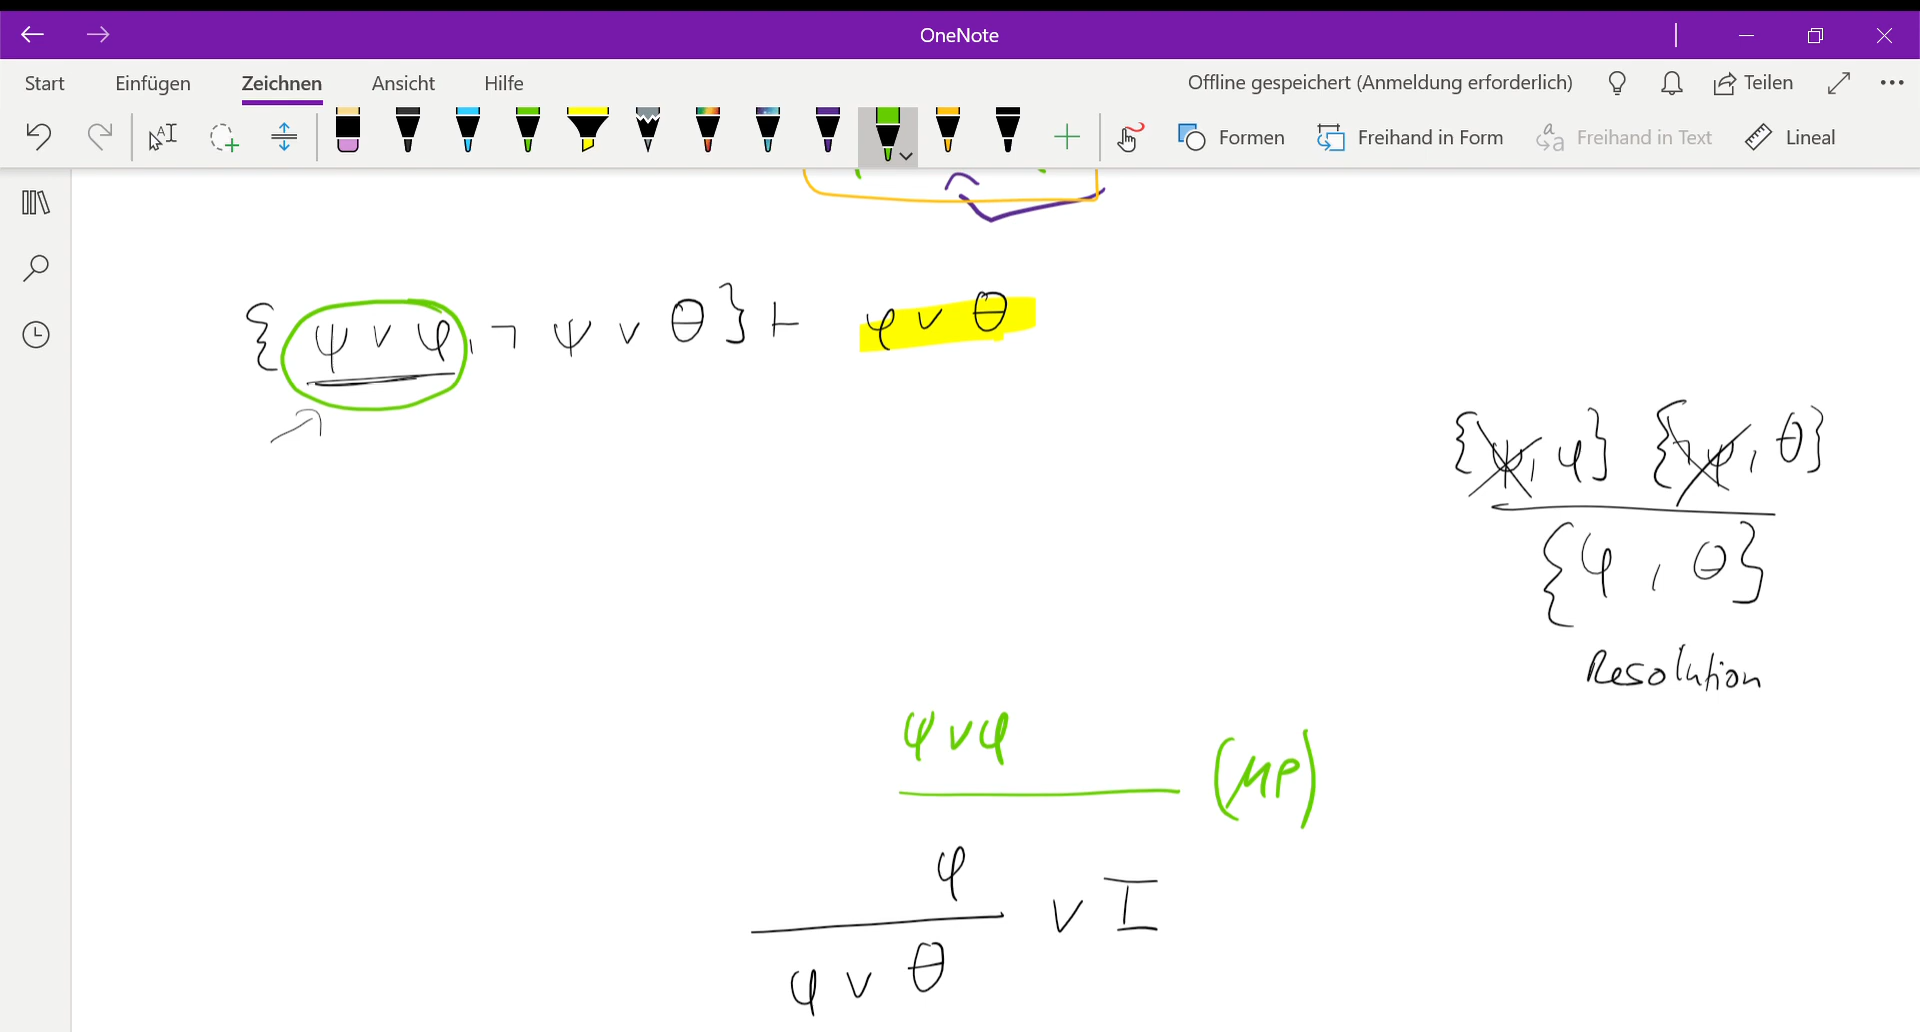 OneNote
Start Einfügen Zeichnen Ansicht Hilfe Offline gespeichert (Anmeldung erforderlich) Teilen
Formen Freihand in Form Freihand in Text Lineal
{ψ ∨ φ, ¬ ψ ∨ θ} ⊢ φ ∨ θ
{ψ, φ} {¬ψ, θ}
{φ, θ}
Resolution
φ ∨ φ (MP)
φ ∨ I
φ ∨ θ